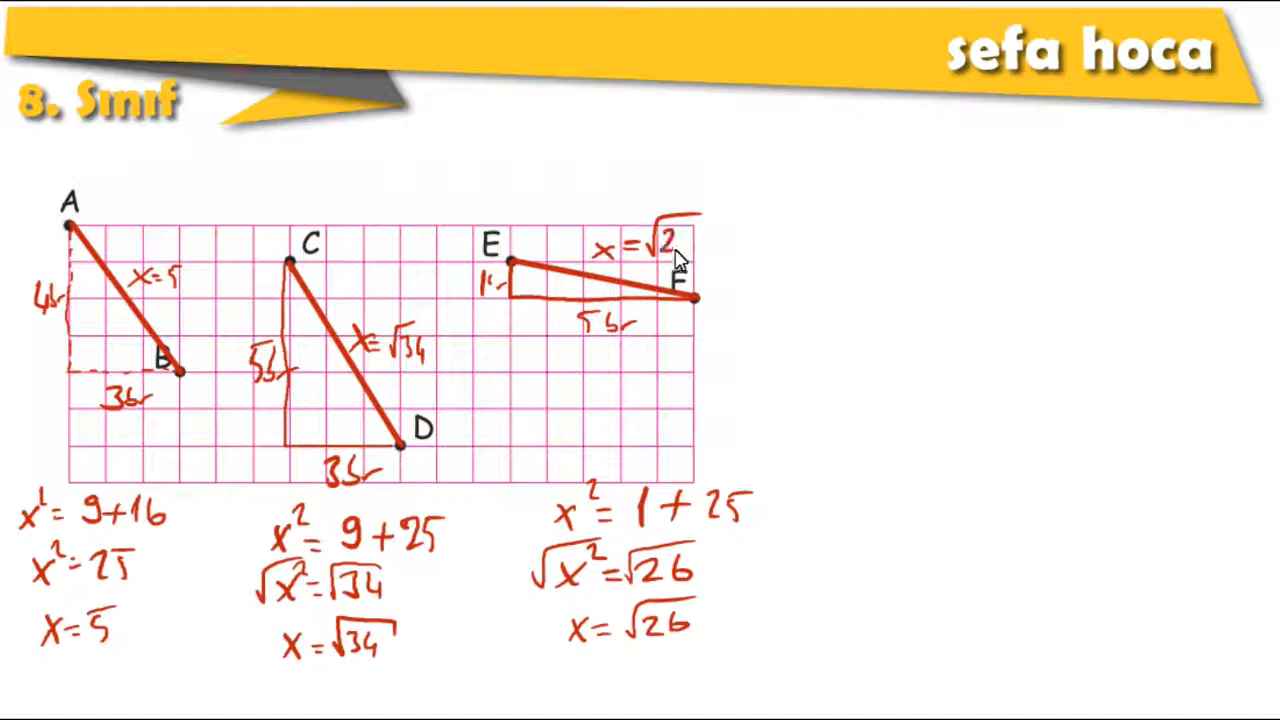 sefa hoca
8. Sınıf
A
C
E
x = √2
x=5
F
4br
1br
5br
x= √34
B
5br
3br
D
3br
x² = 9+16
x² = 9+25
x² = 1 + 25
x² = 25
√x² = √34
√x² = √26
x = 5
x = √34
x = √26